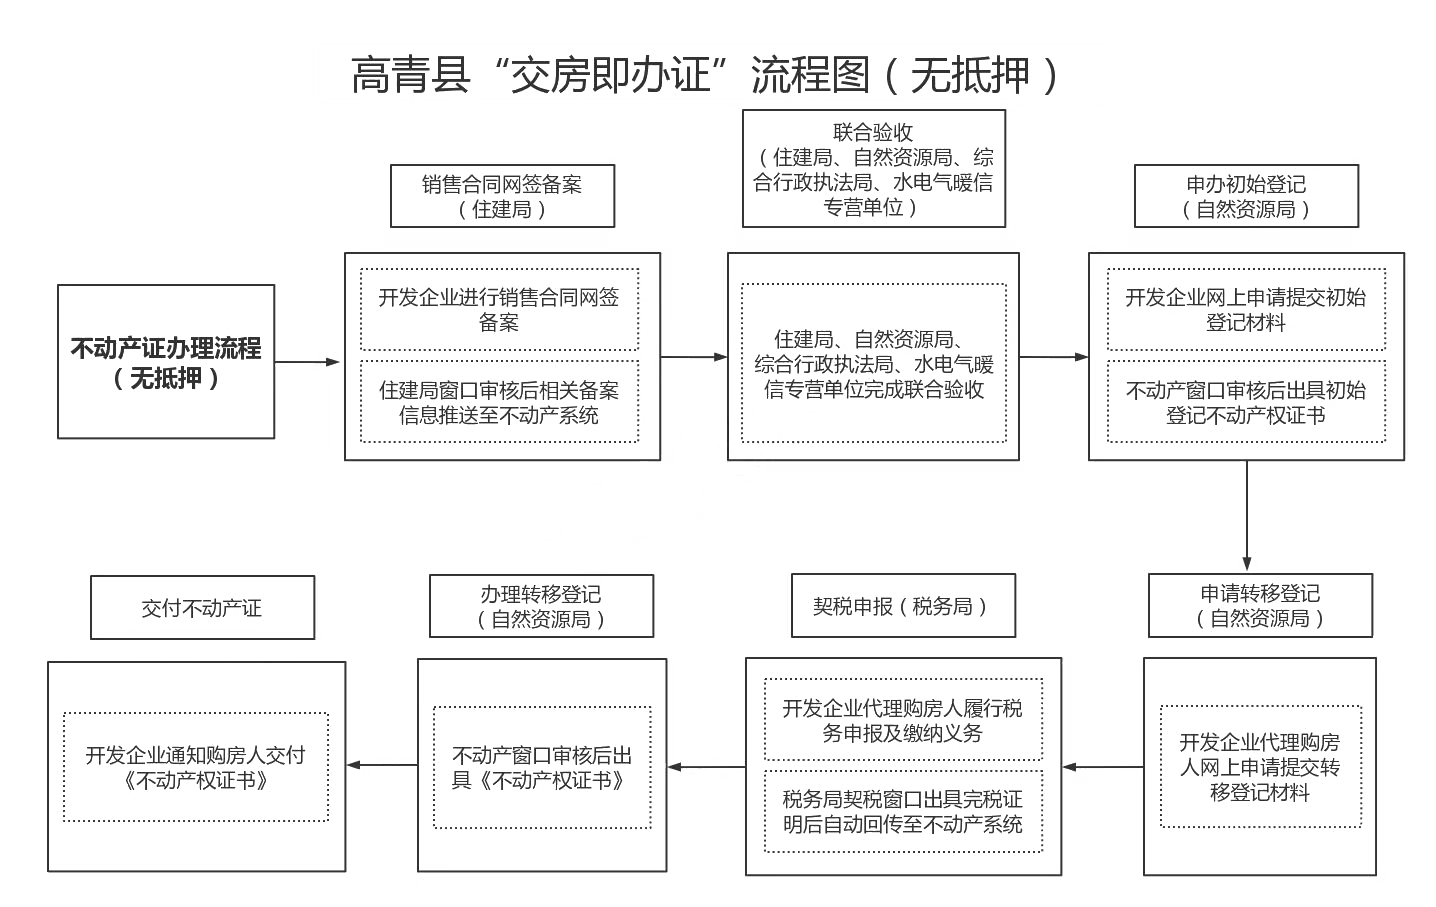 高青县“交房即办证”流程图（无抵押）
不动产证办理流程
（无抵押）
销售合同网签备案
（住建局）
开发企业进行销售合同网签
备案
住建局窗口审核后相关备案
信息推送至不动产系统
联合验收
（住建局、自然资源局、综
合行政执法局、水电气暖信
专营单位）
住建局、自然资源局、
综合行政执法局、水电气暖
信专营单位完成联合验收
申办初始登记
（自然资源局）
开发企业网上申请提交初始
登记材料
不动产窗口审核后出具初始
登记不动产权证书
申请转移登记
（自然资源局）
开发企业代理购房
人网上申请提交转
移登记材料
契税申报（税务局）
开发企业代理购房人履行税
务申报及缴纳义务
税务局契税窗口出具完税证
明后自动回传至不动产系统
办理转移登记
（自然资源局）
不动产窗口审核后出
具《不动产权证书》
交付不动产证
开发企业通知购房人交付
《不动产权证书》